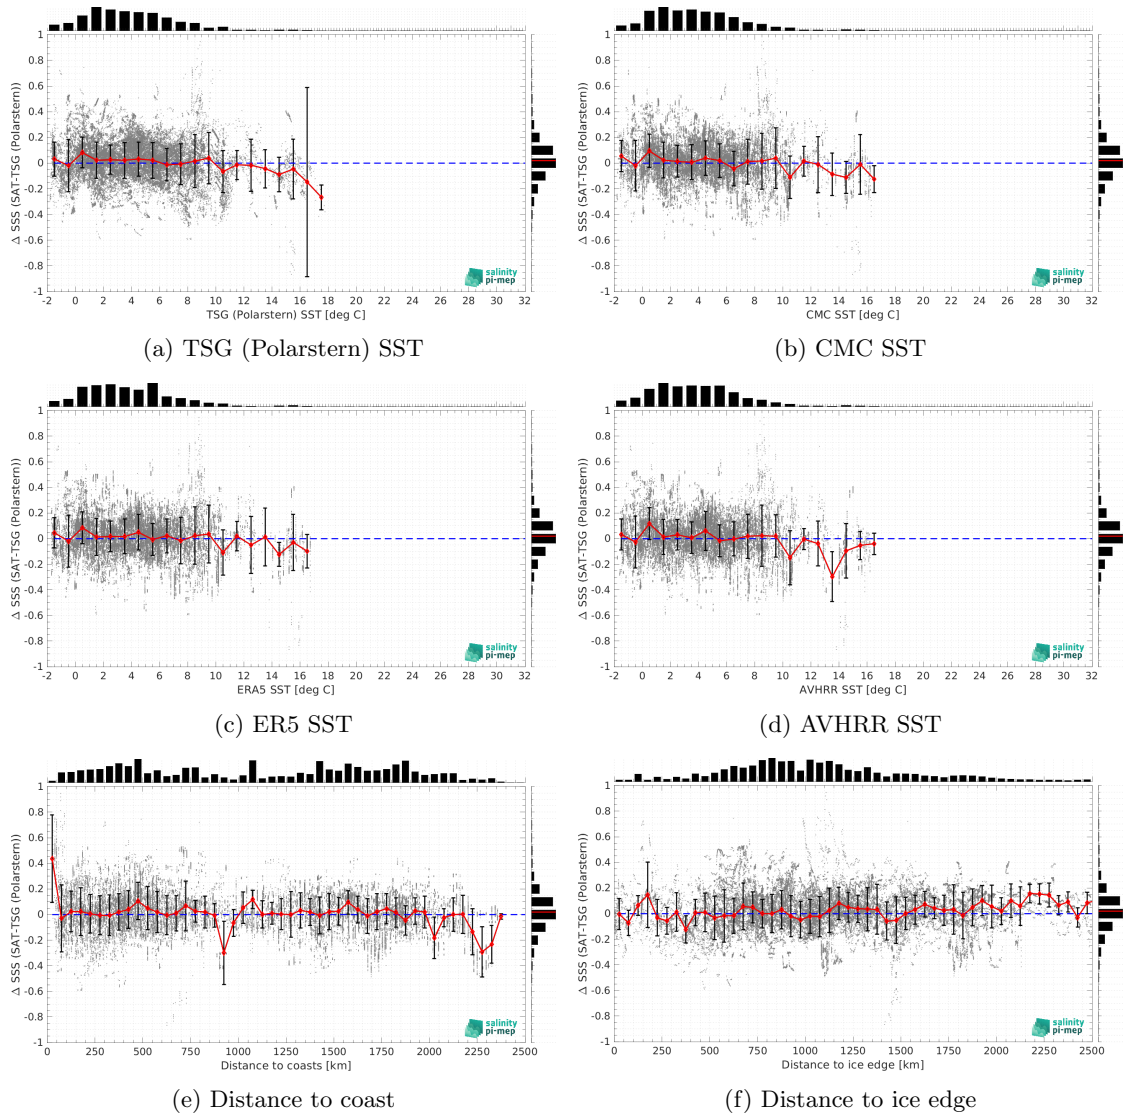 1
0.8
0.6
0.4
0.2
0
-0.2
-0.4
-0.6
-0.8
-1
Δ SSS (SAT-TSG (Polarstern))
salinity
pi-mep
-2 0 2 4 6 8 10 12 14 16 18 20 22 24 26 28 30 32
TSG (Polarstern) SST [deg C]
(a) TSG (Polarstern) SST
1
0.8
0.6
0.4
0.2
0
-0.2
-0.4
-0.6
-0.8
-1
Δ SSS (SAT-TSG (Polarstern))
salinity
pi-mep
-2 0 2 4 6 8 10 12 14 16 18 20 22 24 26 28 30 32
CMC SST [deg C]
(b) CMC SST
1
0.8
0.6
0.4
0.2
0
-0.2
-0.4
-0.6
-0.8
-1
Δ SSS (SAT-TSG (Polarstern))
salinity
pi-mep
-2 0 2 4 6 8 10 12 14 16 18 20 22 24 26 28 30 32
ERA5 SST [deg C]
(c) ER5 SST
1
0.8
0.6
0.4
0.2
0
-0.2
-0.4
-0.6
-0.8
-1
Δ SSS (SAT-TSG (Polarstern))
salinity
pi-mep
-2 0 2 4 6 8 10 12 14 16 18 20 22 24 26 28 30 32
AVHRR SST [deg C]
(d) AVHRR SST
1
0.8
0.6
0.4
0.2
0
-0.2
-0.4
-0.6
-0.8
-1
Δ SSS (SAT-TSG (Polarstern))
salinity
pi-mep
0 250 500 750 1000 1250 1500 1750 2000 2250 2500
Distance to coasts [km]
(e) Distance to coast
1
0.8
0.6
0.4
0.2
0
-0.2
-0.4
-0.6
-0.8
-1
Δ SSS (SAT-TSG (Polarstern))
salinity
pi-mep
0 250 500 750 1000 1250 1500 1750 2000 2250 2500
Distance to ice edge [km]
(f) Distance to ice edge